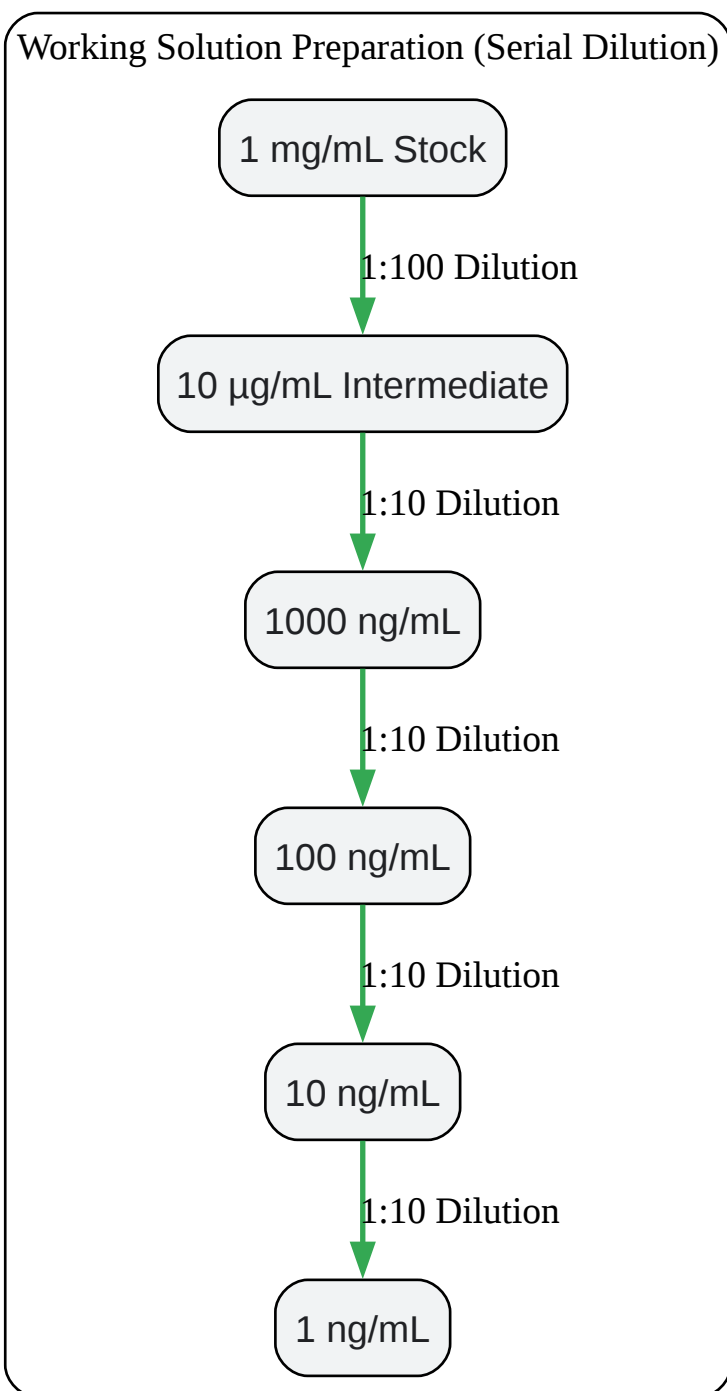 Working Solution Preparation (Serial Dilution)
1 mg/mL Stock
1:100 Dilution
10 µg/mL Intermediate
1:10 Dilution
1000 ng/mL
1:10 Dilution
100 ng/mL
1:10 Dilution
10 ng/mL
1:10 Dilution
1 ng/mL